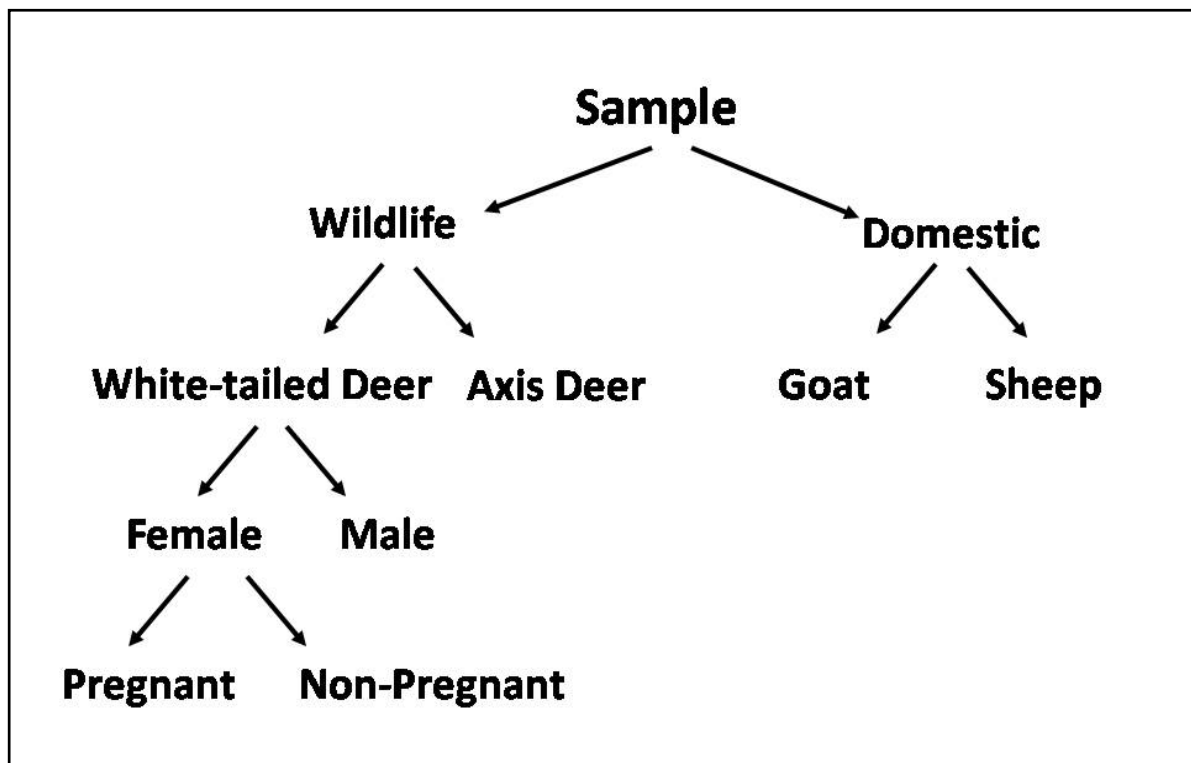 Sample
Wildlife
Domestic
White-tailed Deer
Axis Deer
Goat
Sheep
Female
Male
Pregnant
Non-Pregnant